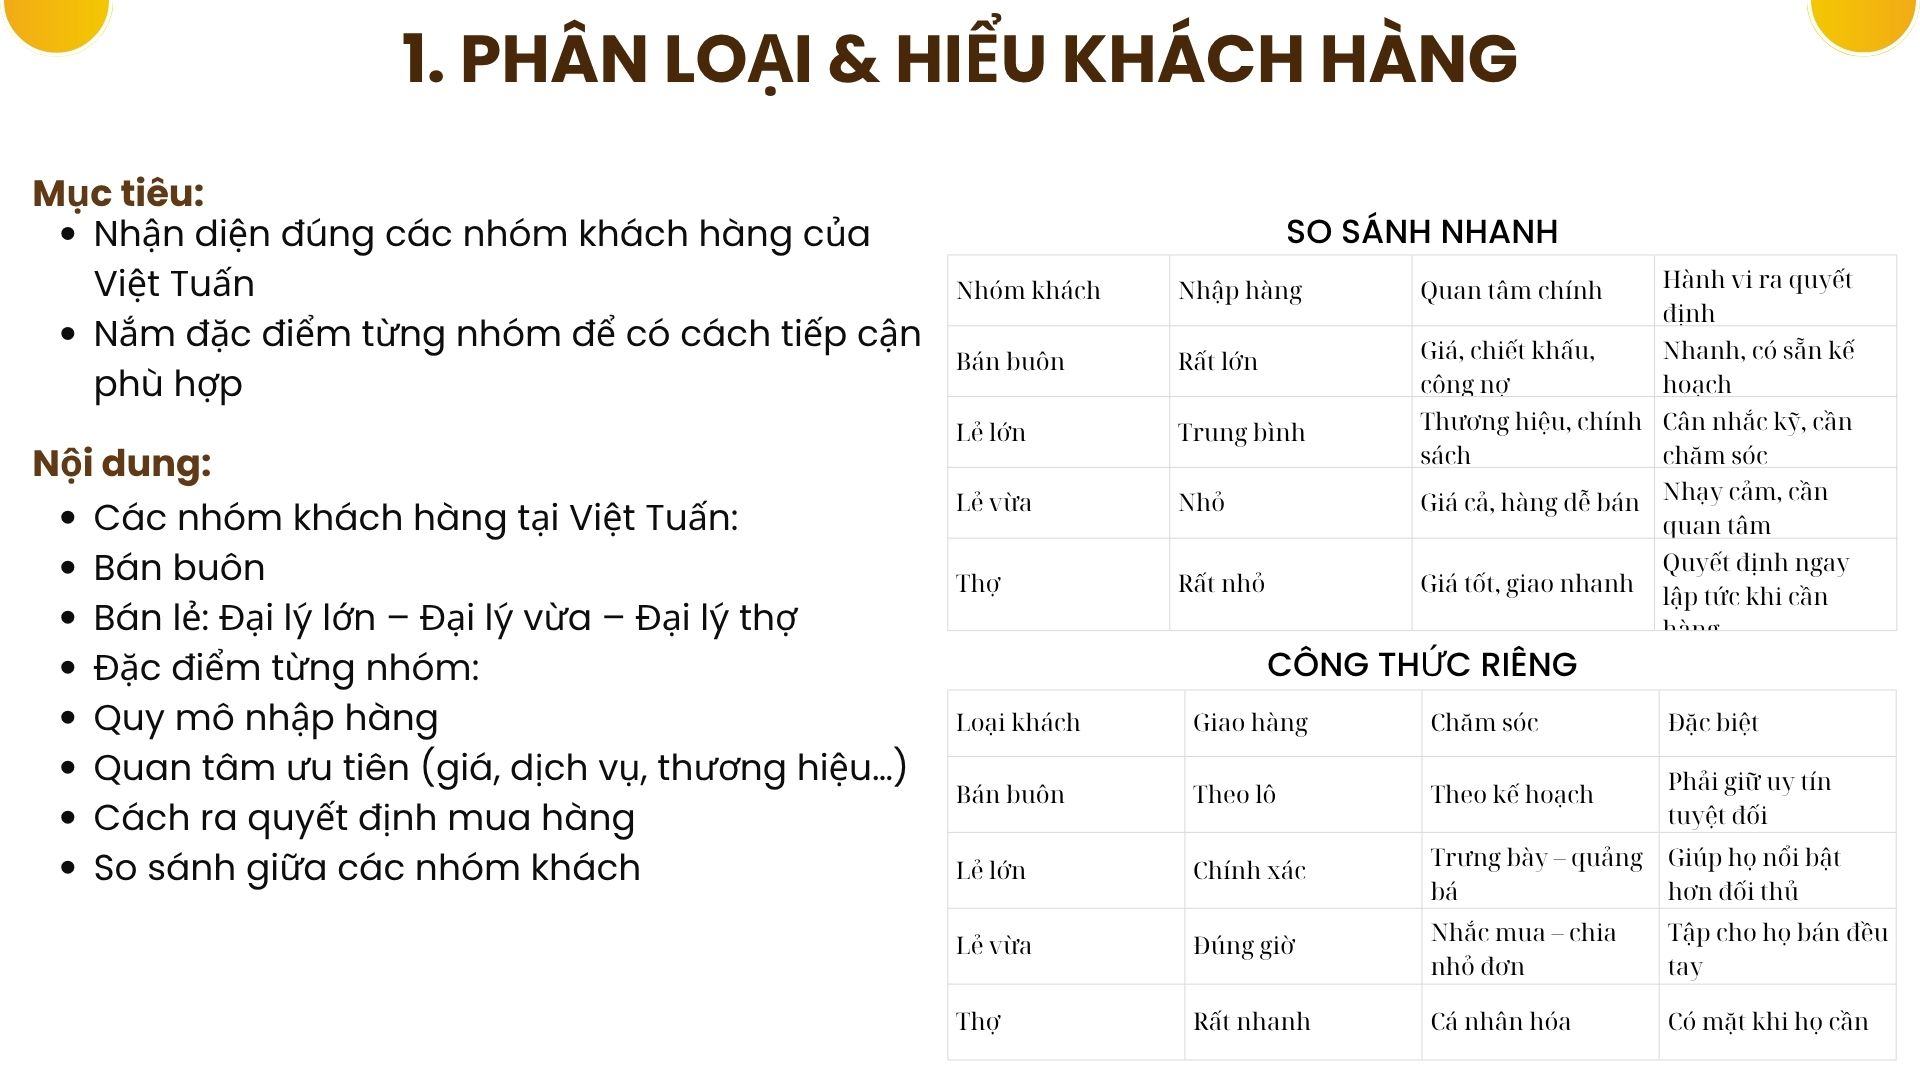 1. PHÂN LOẠI & HIỂU KHÁCH HÀNG
Mục tiêu:
• Nhận diện đúng các nhóm khách hàng của
Việt Tuấn
• Nắm đặc điểm từng nhóm để có cách tiếp cận
phù hợp
Nội dung:
• Các nhóm khách hàng tại Việt Tuấn:
• Bán buôn
• Bán lẻ: Đại lý lớn – Đại lý vừa – Đại lý thợ
• Đặc điểm từng nhóm:
• Quy mô nhập hàng
• Quan tâm ưu tiên (giá, dịch vụ, thương hiệu…)
• Cách ra quyết định mua hàng
• So sánh giữa các nhóm khách
SO SÁNH NHANH
Nhóm khách
Nhập hàng
Quan tâm chính
Hành vi ra quyết
định
Bán buôn
Rất lớn
Giá, chiết khấu,
công nợ
Nhanh, có sẵn kế
hoạch
Lẻ lớn
Trung bình
Thương hiệu, chính
sách
Cân nhắc kỹ, cần
chăm sóc
Lẻ vừa
Nhỏ
Giá cả, hàng dễ bán
Nhạy cảm, cần
quan tâm
Thợ
Rất nhỏ
Giá tốt, giao nhanh
Quyết định ngay
lập tức khi cần
hàng
CÔNG THỨC RIÊNG
Loại khách
Giao hàng
Chăm sóc
Đặc biệt
Bán buôn
Theo lô
Theo kế hoạch
Phải giữ uy tín
tuyệt đối
Lẻ lớn
Chính xác
Trưng bày – quảng
bá
Giúp họ nổi bật
hơn đối thủ
Lẻ vừa
Đúng giờ
Nhắc mua – chia
nhỏ đơn
Tập cho họ bán đều
tay
Thợ
Rất nhanh
Cá nhân hóa
Có mặt khi họ cần